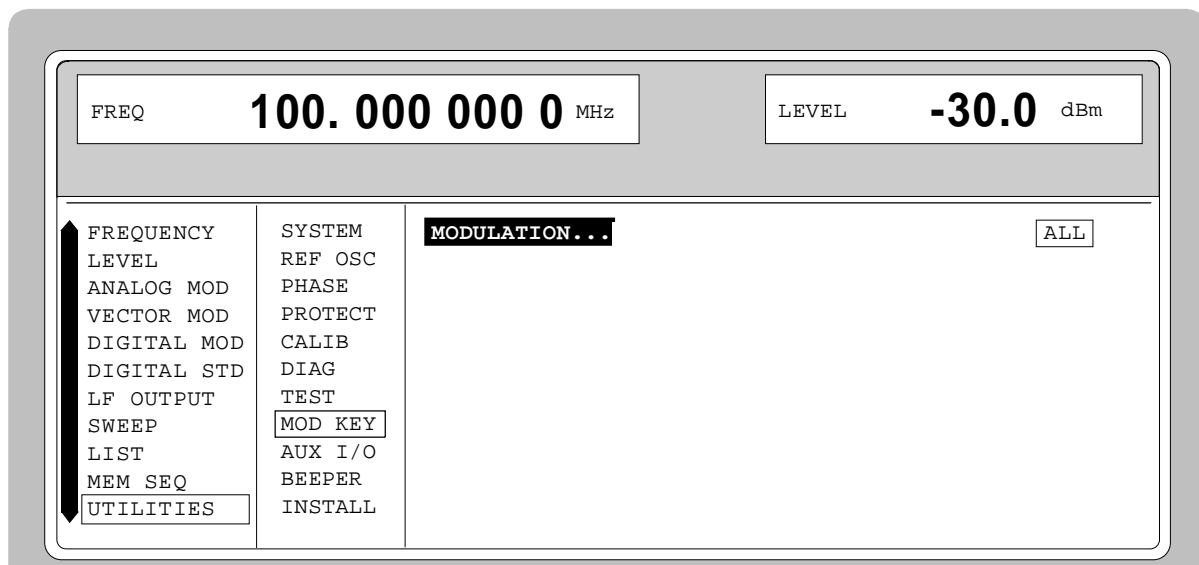 FREQ 100. 000 000 0 MHz
LEVEL -30.0 dBm
FREQUENCY
LEVEL
ANALOG MOD
VECTOR MOD
DIGITAL MOD
DIGITAL STD
LF OUTPUT
SWEEP
LIST
MEM SEQ
UTILITIES
SYSTEM
REF OSC
PHASE
PROTECT
CALIB
DIAG
TEST
MOD KEY
AUX I/O
BEEPER
INSTALL
MODULATION... ALL